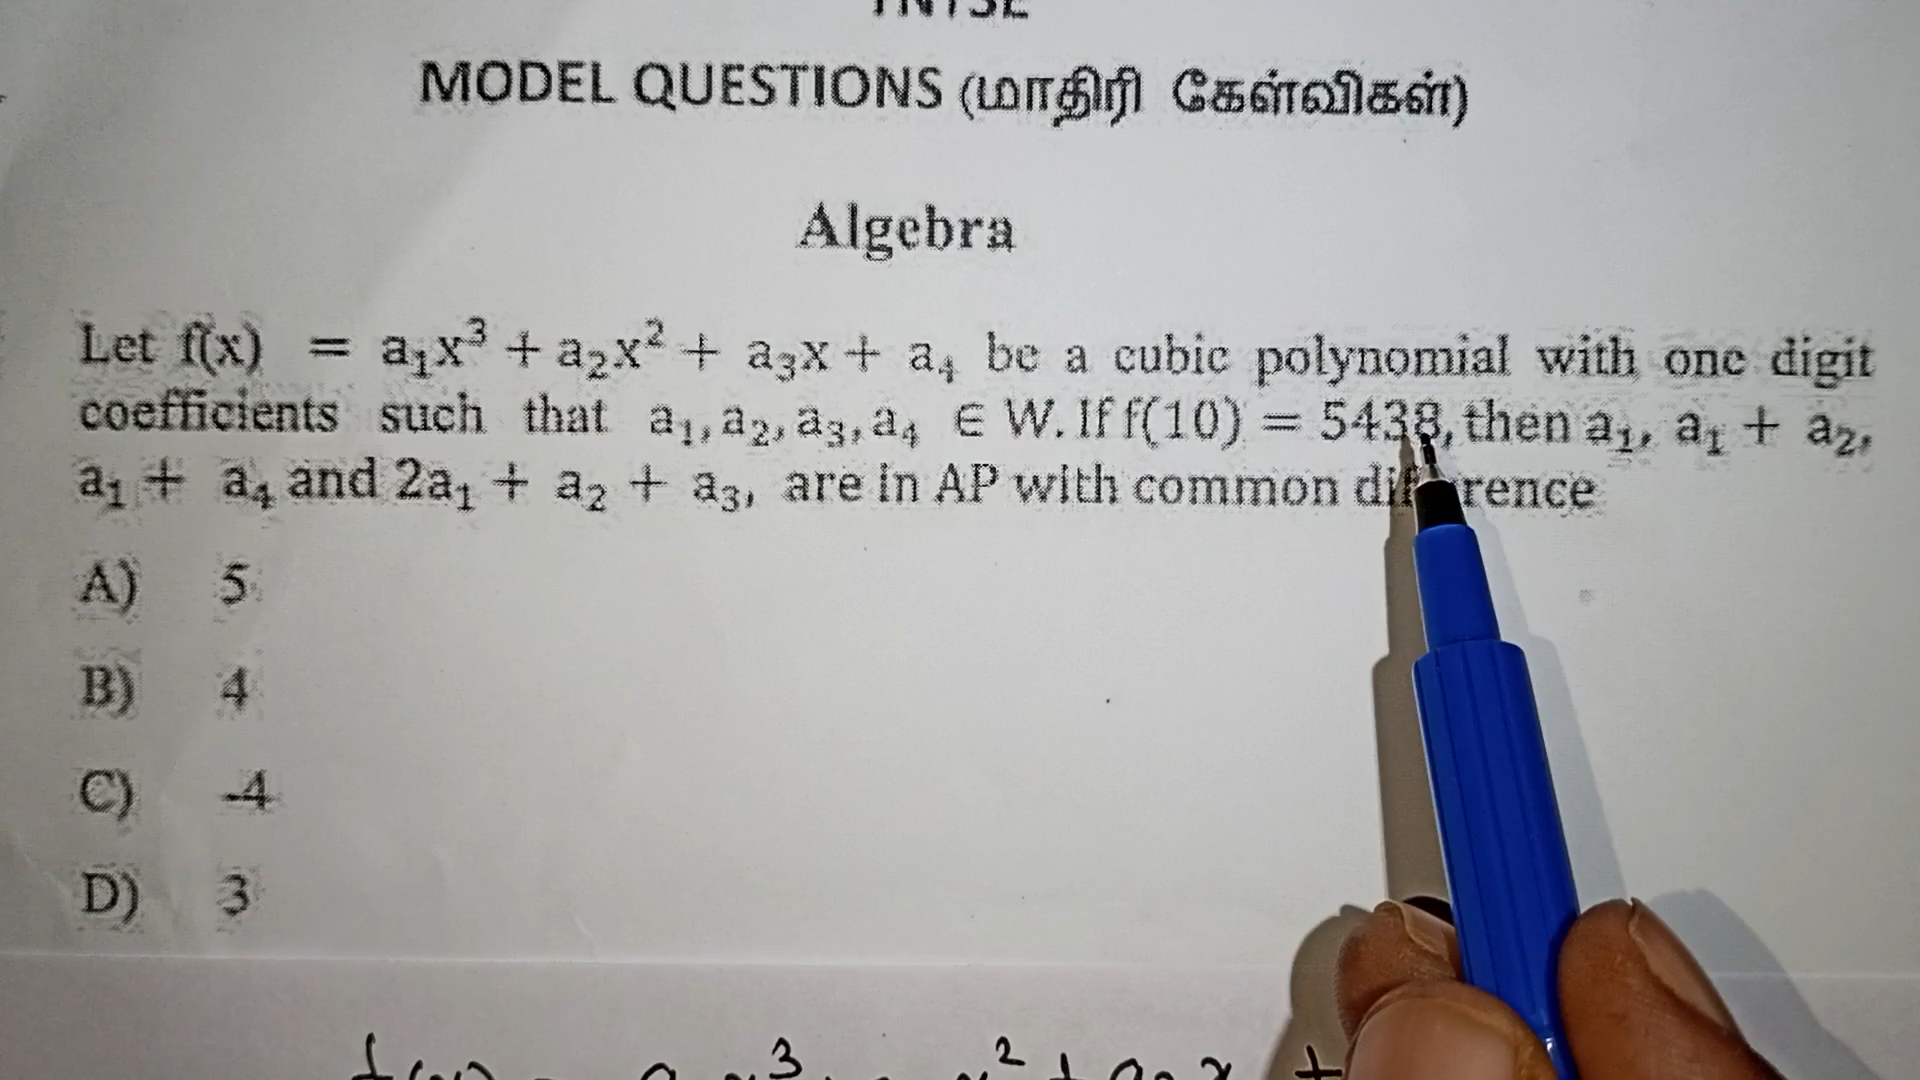 MODEL QUESTIONS (மாதிரி கேள்விகள்)
Algebra
Let f(x) = a₁x³ + a₂x² + a₃x + a₄ be a cubic polynomial with one digit
coefficients such that a₁, a₂, a₃, a₄ ∈ W. If f(10) = 5438, then a₁, a₁ + a₂,
a₁ + a₄ and 2a₁ + a₂ + a₃, are in AP with common difference
A) 5
B) 4
C) -4
D) 3